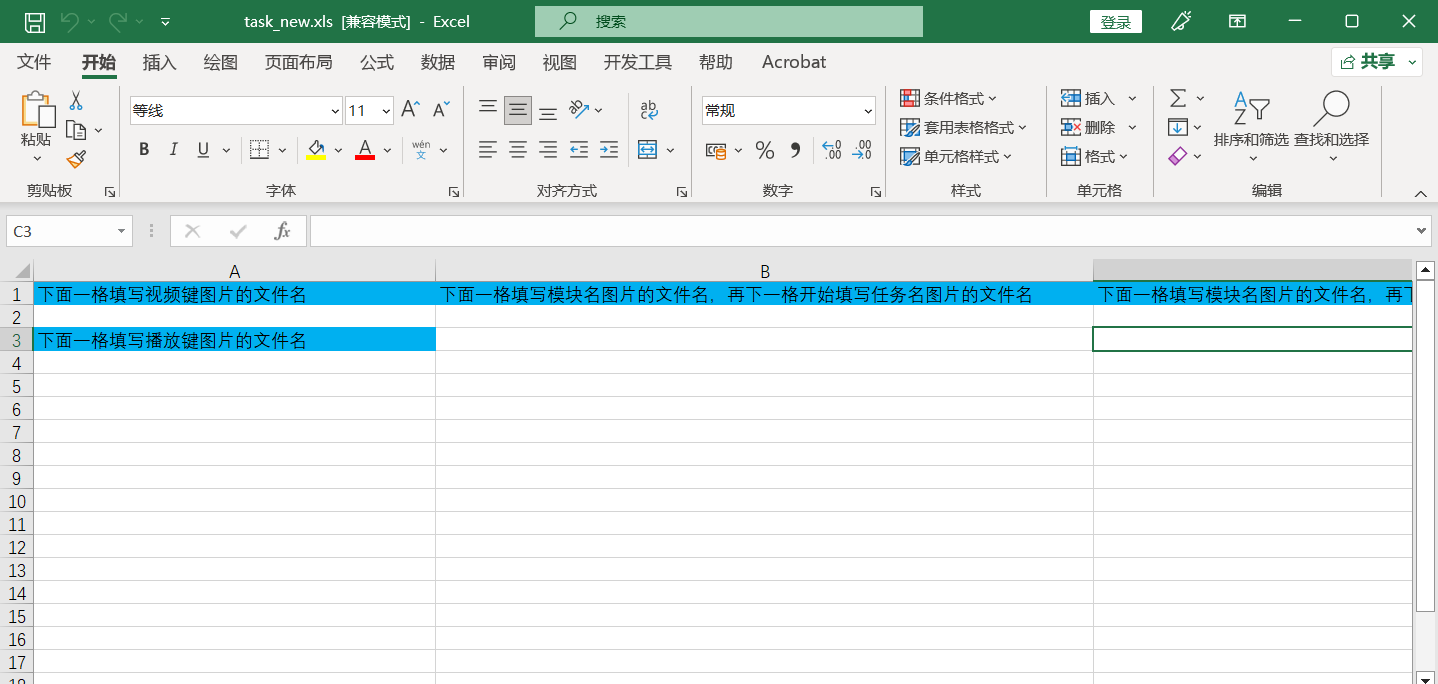 task_new.xls [兼容模式] - Excel
搜索
登录
文件 开始 插入 绘图 页面布局 公式 数据 审阅 视图 开发工具 帮助 Acrobat
共享
粘贴
剪贴板
等线 11
B I U A wén 文
字体
ab
对齐方式
常规
% .00 .00
数字
条件格式
套用表格格式
单元格样式
样式
插入
删除
格式
单元格
排序和筛选 查找和选择
编辑
C3
fx
A B
1 下面一格填写视频键图片的文件名 下面一格填写模块名图片的文件名，再下一格开始填写任务名图片的文件名 下面一格填写模块名图片的文件名，再
2
3 下面一格填写播放键图片的文件名
4
5
6
7
8
9
10
11
12
13
14
15
16
17